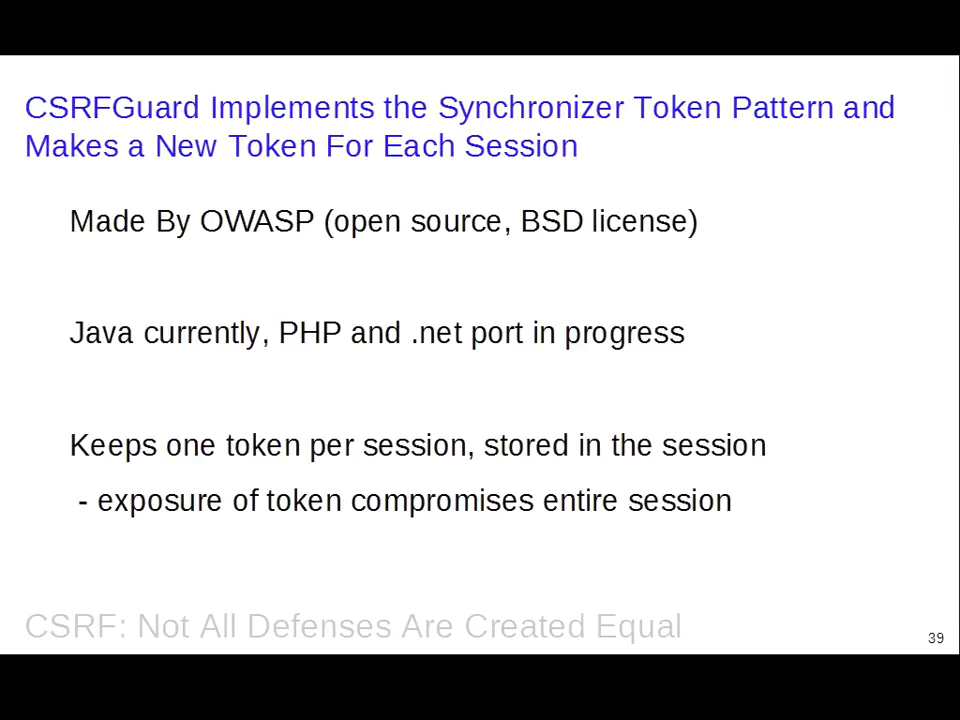 CSRFGuard Implements the Synchronizer Token Pattern and
Makes a New Token For Each Session
Made By OWASP (open source, BSD license)
Java currently, PHP and .net port in progress
Keeps one token per session, stored in the session
- exposure of token compromises entire session
CSRF: Not All Defenses Are Created Equal
39